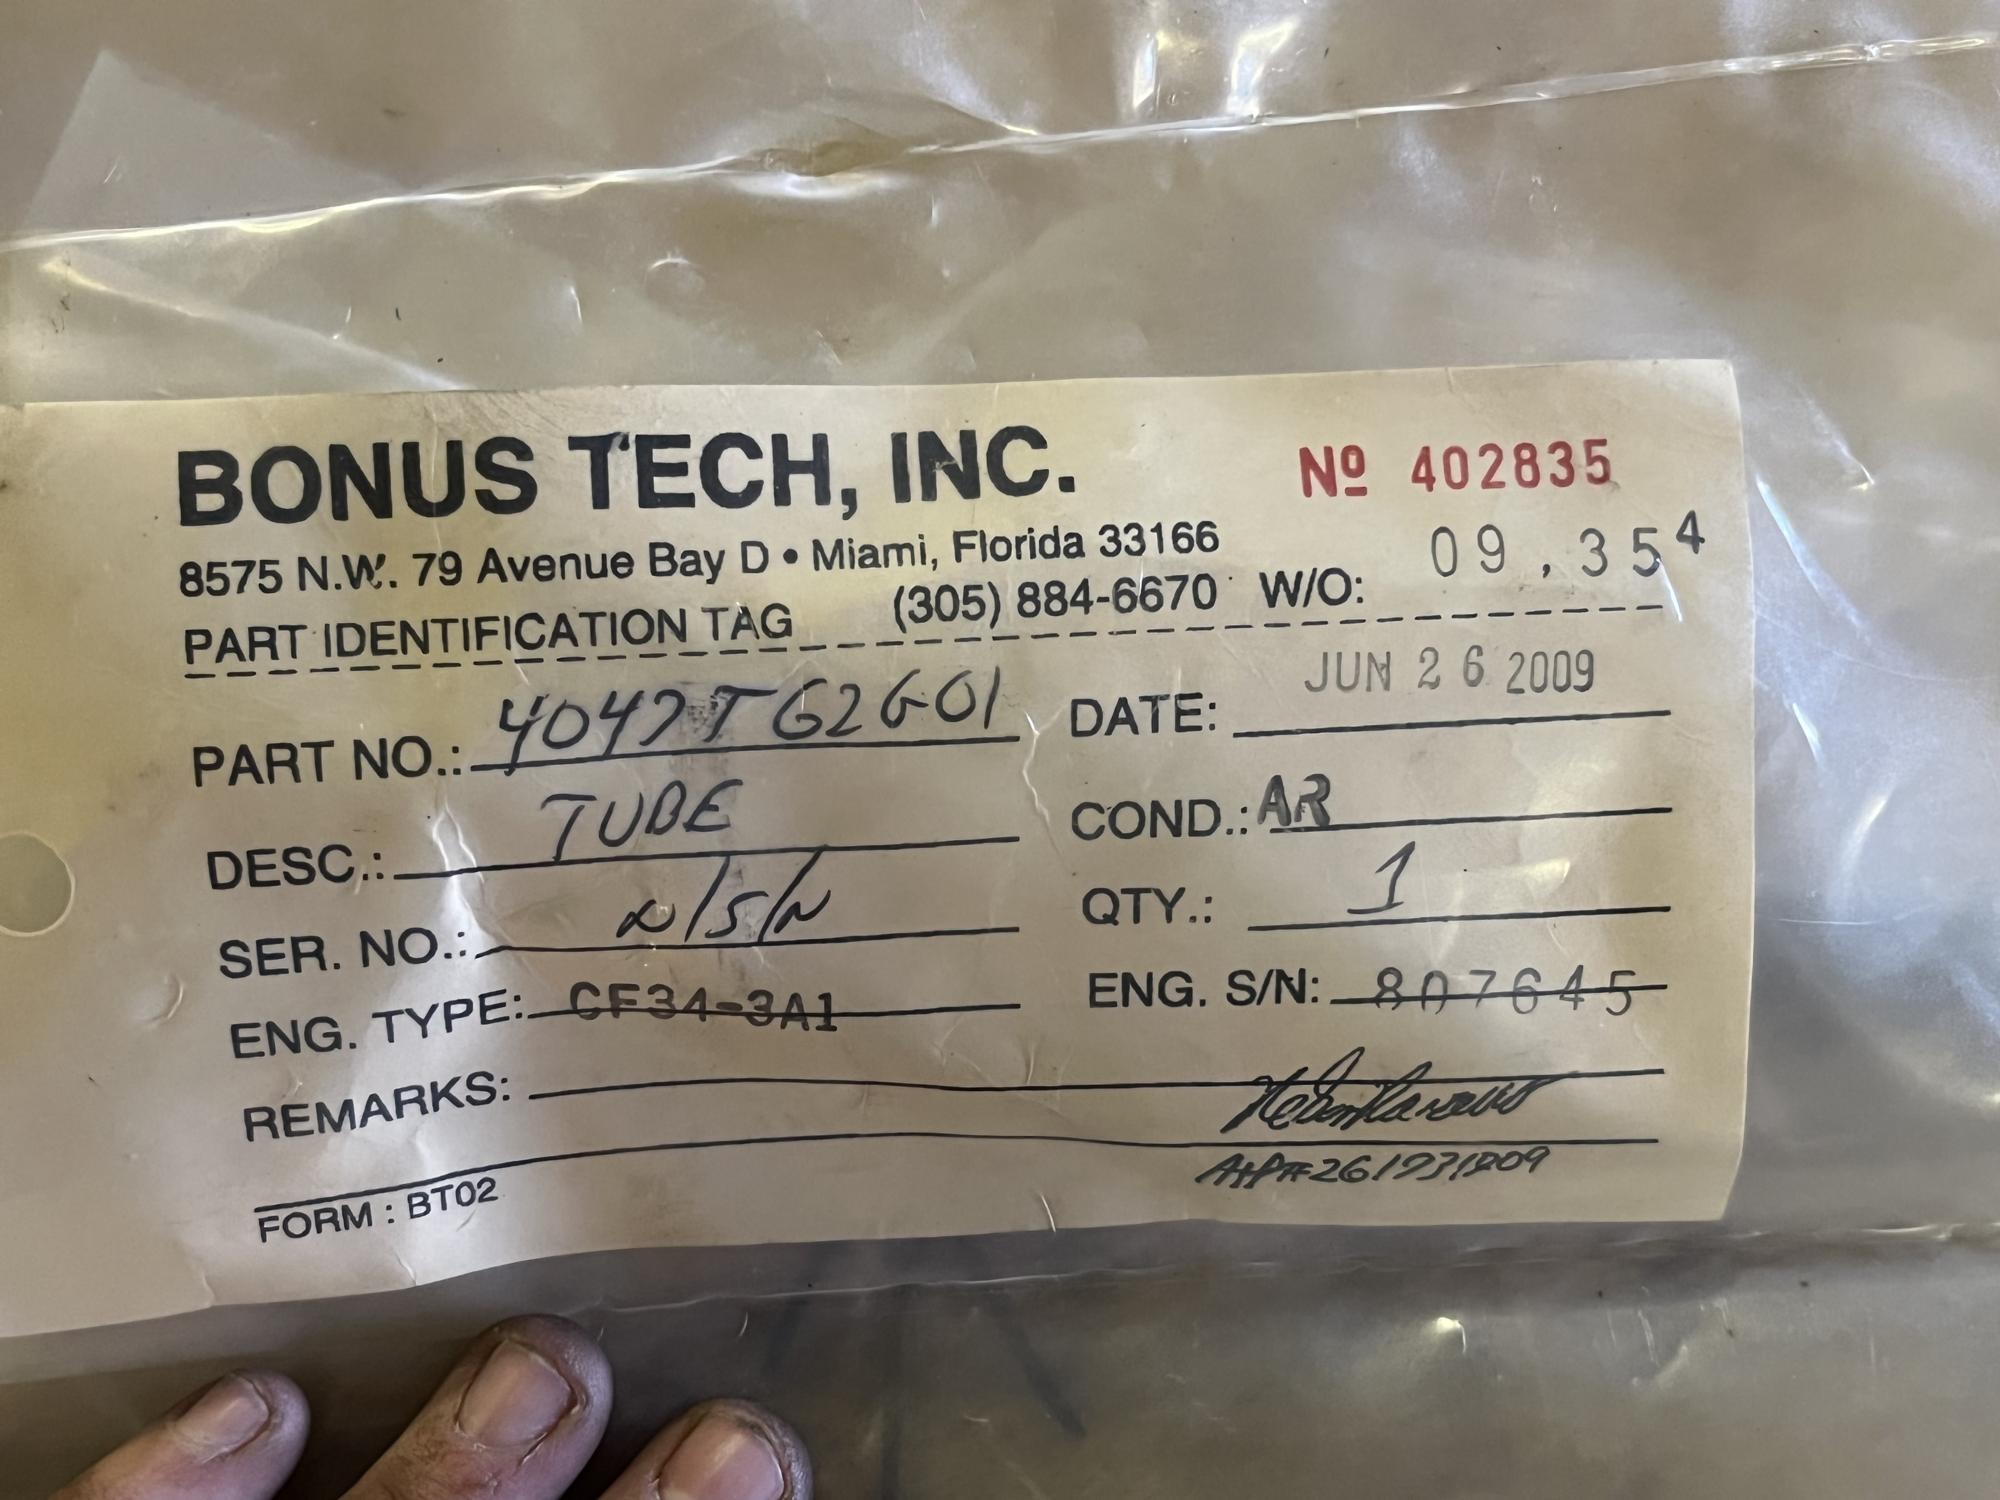 BONUS TECH, INC.
Nº 402835
8575 N.W. 79 Avenue Bay D • Miami, Florida 33166
PART IDENTIFICATION TAG (305) 884-6670 W/O: 09,354
PART NO.: 4047T62G01
DATE: JUN 26 2009
DESC.: TUBE
COND.: AR
SER. NO.: N/S/N
QTY.: 1
ENG. TYPE: CF34-3A1
ENG. S/N: 807645
REMARKS:
FORM : BT02